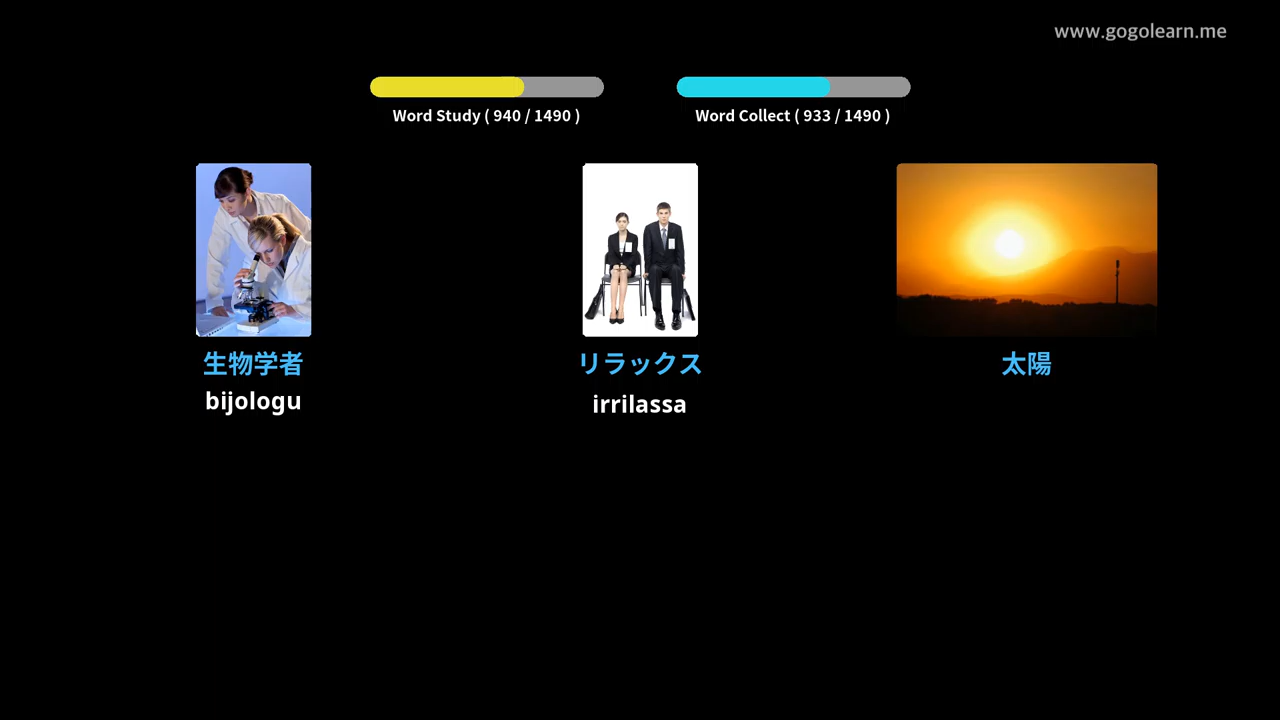 www.gogolearn.me
Word Study ( 940 / 1490 )
Word Collect ( 933 / 1490 )
生物学者
リラックス
太陽
bijologu
irrilassa